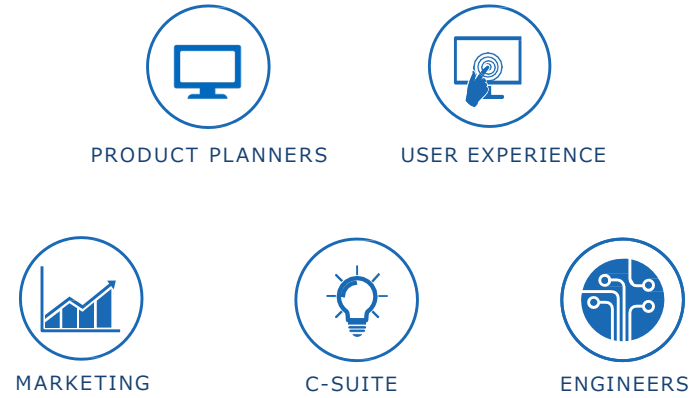 PRODUCT PLANNERS
USER EXPERIENCE
MARKETING
C-SUITE
ENGINEERS